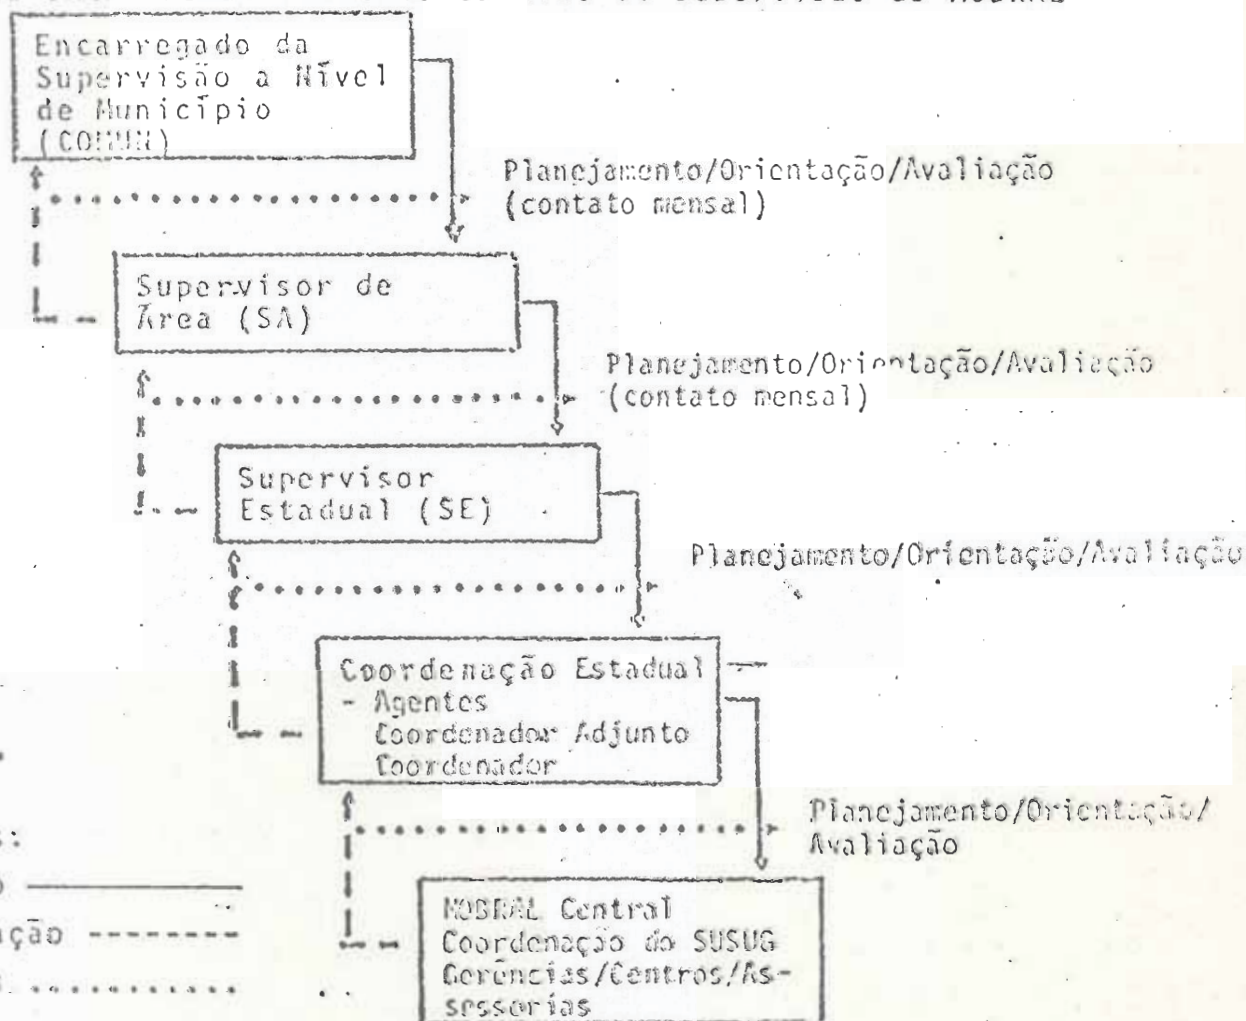 MOBRAL
Encarregado da
Supervisão a Nível
de Município
(COMUN)
Planejamento/Orientação/Avaliação
(contato mensal)
Supervisor de
Área (SA)
Planejamento/Orientação/Avaliação
(contato mensal)
Supervisor
Estadual (SE)
Planejamento/Orientação/Avaliação
Coordenação Estadual
- Agentes
Coordenador Adjunto
Coordenador
Planejamento/Orientação/
Avaliação
MOBRAL Central
Coordenação do SUSUG
Gerências/Centros/As-
sessorias